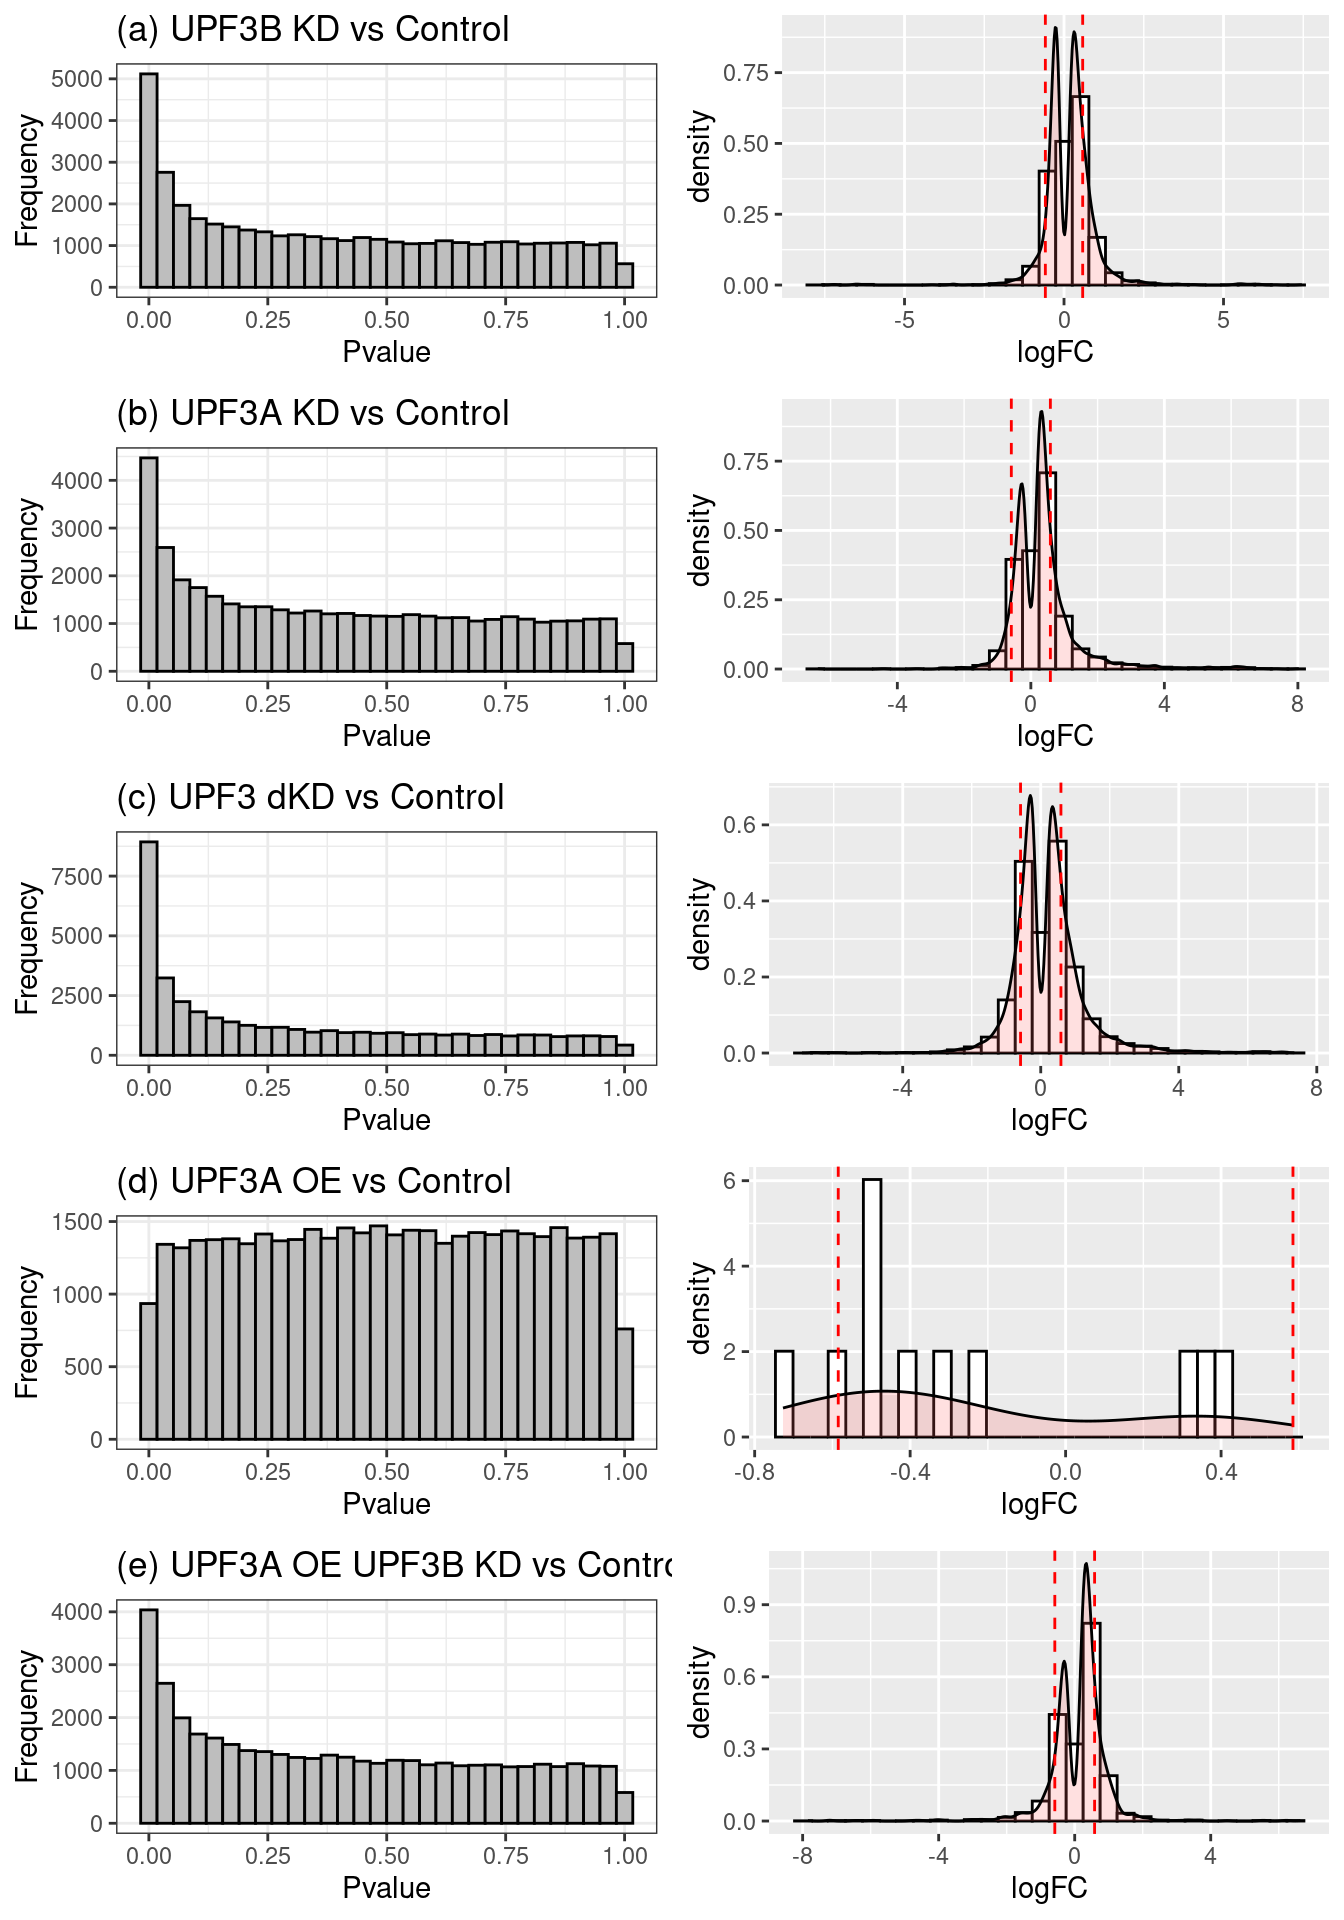 (a) UPF3B KD vs Control
Frequency
5000
4000
3000
2000
1000
0
0.00 0.25 0.50 0.75 1.00
Pvalue
density
0.75
0.50
0.25
0.00
-5 0 5
logFC
(b) UPF3A KD vs Control
Frequency
4000
3000
2000
1000
0
0.00 0.25 0.50 0.75 1.00
Pvalue
density
0.75
0.50
0.25
0.00
-4 0 4 8
logFC
(c) UPF3 dKD vs Control
Frequency
7500
5000
2500
0
0.00 0.25 0.50 0.75 1.00
Pvalue
density
0.6
0.4
0.2
0.0
-4 0 4 8
logFC
(d) UPF3A OE vs Control
Frequency
1500
1000
500
0
0.00 0.25 0.50 0.75 1.00
Pvalue
density
6
4
2
0
-0.8 -0.4 0.0 0.4
logFC
(e) UPF3A OE UPF3B KD vs Contro
Frequency
4000
3000
2000
1000
0
0.00 0.25 0.50 0.75 1.00
Pvalue
density
0.9
0.6
0.3
0.0
-8 -4 0 4
logFC